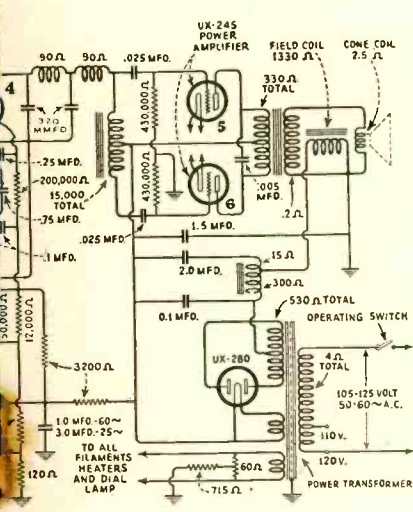 UX-245
POWER
AMPLIFIER
FIELD COIL
1330 Ω
CONE COIL
2.5 Ω
4
90Ω
90Ω
.025 MFD.
330Ω
TOTAL
320
MMFD
430,000Ω
5
.25 MFD.
200,000Ω
15,000
TOTAL
430,000Ω
6
.005
MFD.
.75 MFD.
.025 MFD.
1.5 MFD.
.2Ω
.1 MFD.
15Ω
2.0 MFD.
300Ω
0.1 MFD.
530Ω TOTAL
OPERATING SWITCH
50,000Ω
12,000Ω
UX-280
4Ω
TOTAL
105-125 VOLT
50-60~A.C.
3200Ω
1.0 MFD.-60~
3.0 MFD.-25~
110 V.
TO ALL
FILAMENTS
HEATERS
AND DIAL
LAMP
120 V.
120Ω
60Ω
715Ω
POWER TRANSFORMER